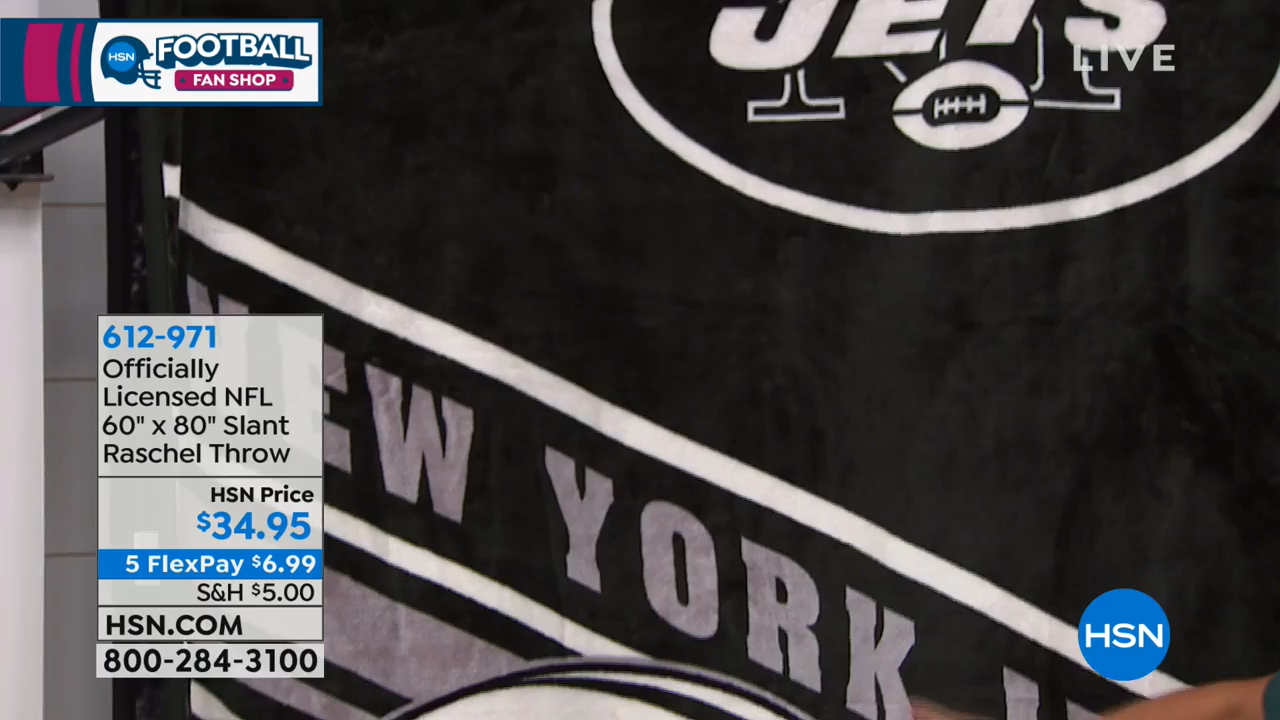 HSN
FOOTBALL
FAN SHOP
JETS
LIVE
NEW YORK
612-971
Officially
Licensed NFL
60" x 80" Slant
Raschel Throw
HSN Price
$34.95
5 FlexPay $6.99
S&H $5.00
HSN.COM
800-284-3100
HSN